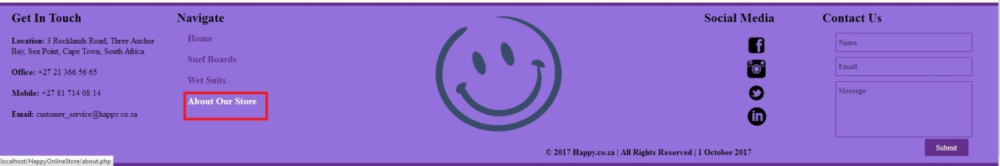 Get In Touch
Location: 3 Rocklands Road, Three Anchor
Bay, Sea Point, Cape Town, South Africa.
Office: +27 21 366 56 65
Mobile: +27 81 714 08 14
Email: customer_service@happy.co.za
Navigate
Home
Surf Boards
Wet Suits
About Our Store
Social Media
in
Contact Us
Name
Email
Message
Submit
© 2017 Happy.co.za | All Rights Reserved | 1 October 2017
localhost/HappyOnlineStore/about.php